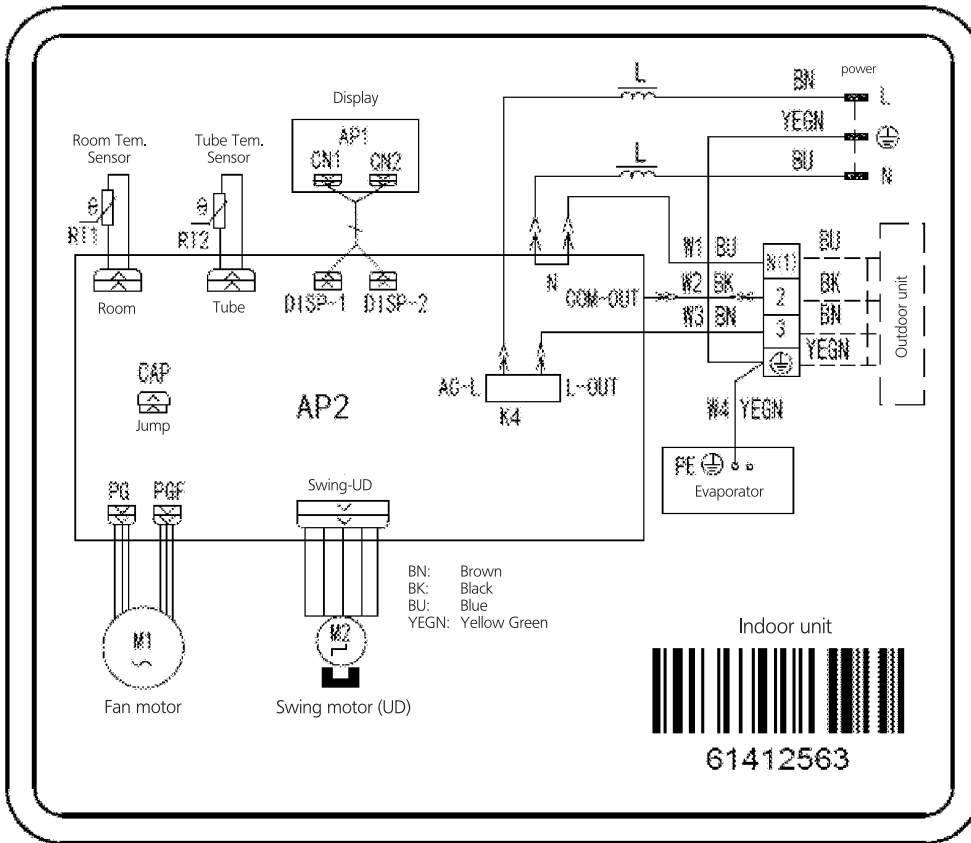 power
L
BN
L
YEGN
L
BU
N
Display
AP1
CN1
CN2
Room Tem.
Sensor
Tube Tem.
Sensor
θ
RT1
θ
RT2
Room
Tube
DISP-1
DISP-2
N
W1
BU
N(1)
BU
COM-OUT
W2
BK
2
BK
W3
BN
3
BN
YEGN
Outdoor unit
AC-L
L-OUT
K4
W4
YEGN
PE
Evaporator
CAP
Jump
AP2
PG
PGF
Swing-UD
BN: Brown
BK: Black
BU: Blue
YEGN: Yellow Green
M1
M2
Fan motor
Swing motor (UD)
Indoor unit
61412563